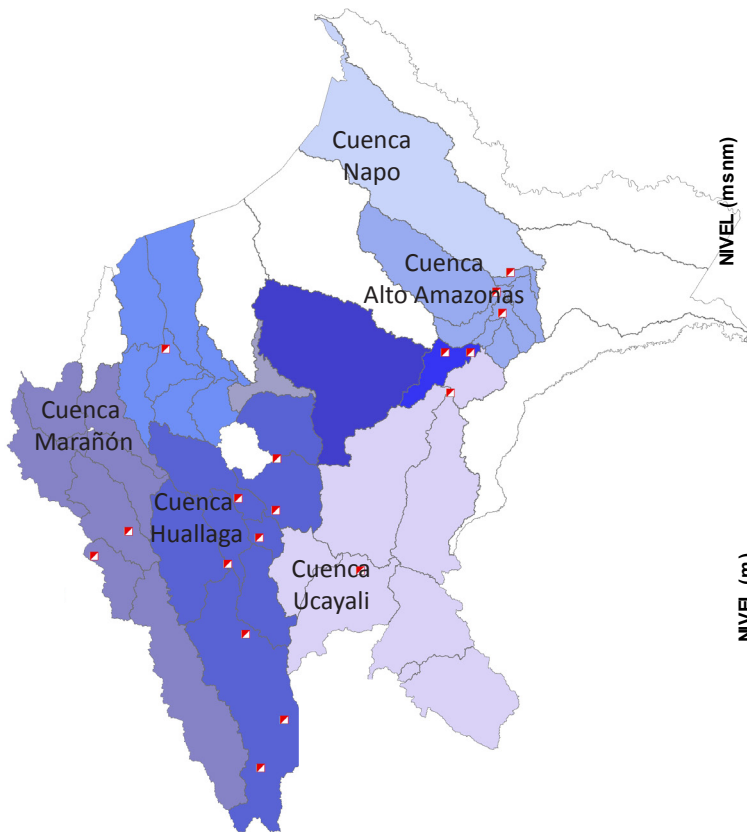 Cuenca
Napo
NIVEL (msnm)
Cuenca
Alto Amazonas
Cuenca
Marañón
Cuenca
Huallaga
Cuenca
Ucayali
NIVEL (m)